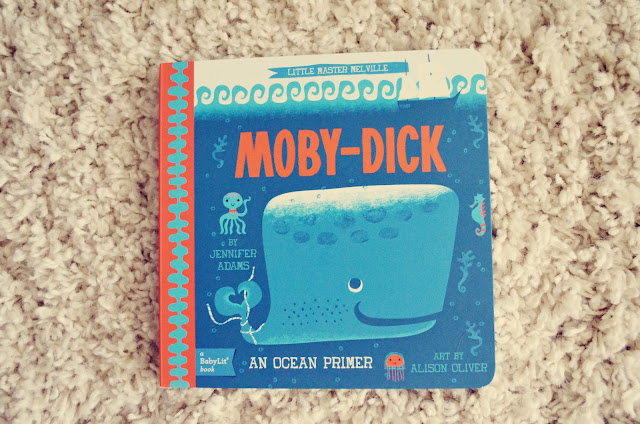 LITTLE MASTER MELVILLE
MOBY-DICK
BY
JENNIFER
ADAMS
a
BabyLit®
book
AN OCEAN PRIMER
ART BY
ALISON OLIVER